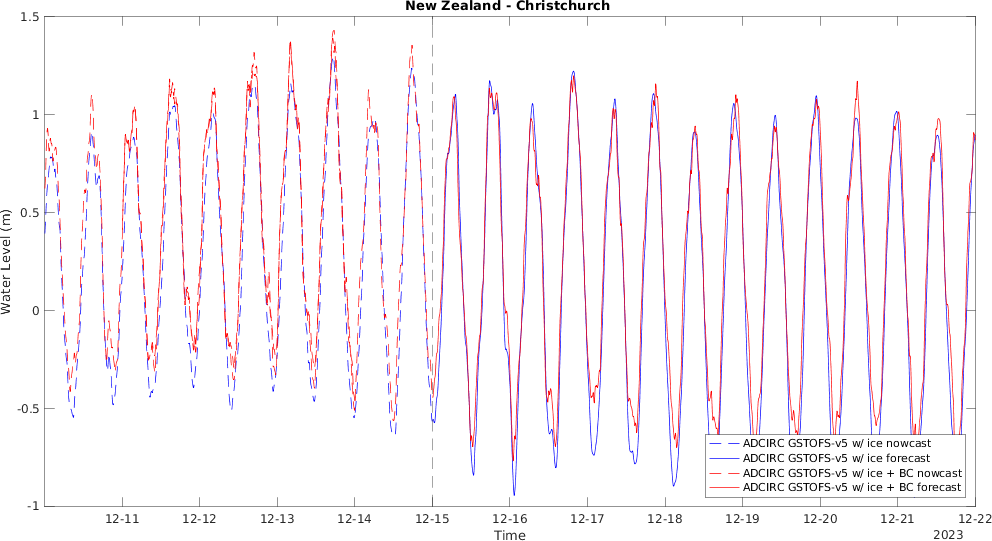 New Zealand - Christchurch
1.5
1
0.5
0
-0.5
-1
Water Level (m)
ADCIRC GSTOFS-v5 w/ ice nowcast
ADCIRC GSTOFS-v5 w/ ice forecast
ADCIRC GSTOFS-v5 w/ ice + BC nowcast
ADCIRC GSTOFS-v5 w/ ice + BC forecast
12-11 12-12 12-13 12-14 12-15 12-16 12-17 12-18 12-19 12-20 12-21 12-22
Time
2023